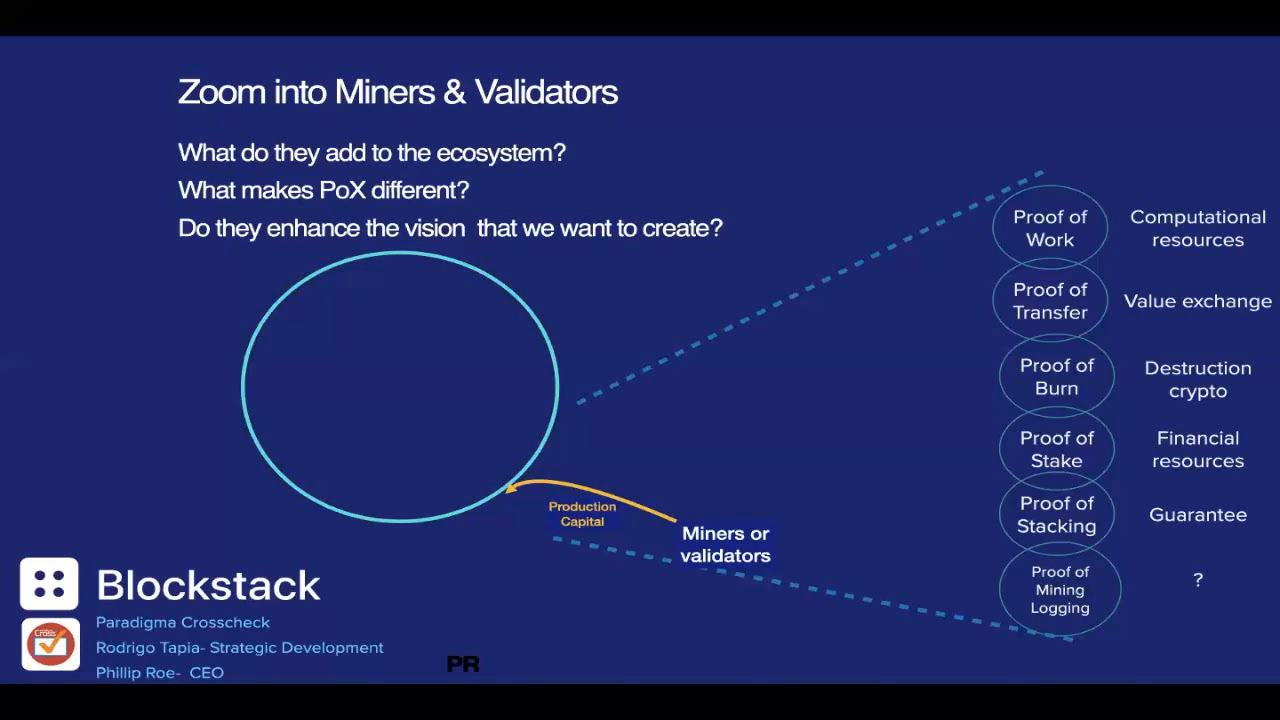 Zoom into Miners & Validators
What do they add to the ecosystem?
What makes PoX different?
Do they enhance the vision  that we want to create?
Proof of
Work
Computational
resources
Proof of
Transfer
Value exchange
Proof of
Burn
Destruction
crypto
Proof of
Stake
Financial
resources
Proof of
Stacking
Guarantee
Proof of
Mining
Logging
?
Production
Capital
Miners or
validators
Blockstack
Cross
Paradigma Crosscheck
Rodrigo Tapia- Strategic Development
Phillip Roe-  CEO
PR